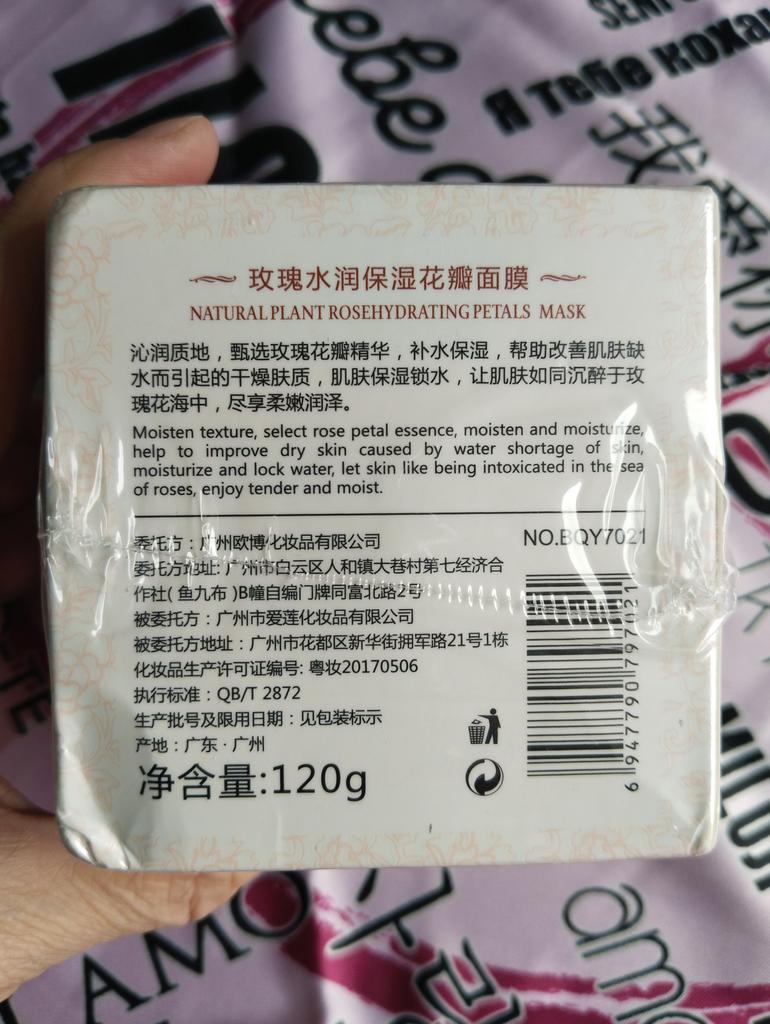 SENI
Я тебе кохаю
我爱你
玫瑰水润保湿花瓣面膜
NATURAL PLANT ROSEHYDRATING PETALS MASK
沁润质地，甄选玫瑰花瓣精华，补水保湿，帮助改善肌肤缺
水而引起的干燥肤质，肌肤保湿锁水，让肌肤如同沉醉于玫
瑰花海中，尽享柔嫩润泽。
Moisten texture, select rose petal essence, moisten and moisturize,
help to improve dry skin caused by water shortage of skin,
moisturize and lock water, let skin like being intoxicated in the sea
of roses, enjoy tender and moist.
委托方：广州欧博化妆品有限公司
NO.BQY7021
委托方地址: 广州市白云区人和镇大巷村第七经济合
作社( 鱼九布 )B幢自编门牌同富北路2号
被委托方：广州市爱莲化妆品有限公司
被委托方地址：广州市花都区新华街拥军路21号1栋
化妆品生产许可证编号: 粤妆20170506
执行标准：QB/T 2872
生产批号及限用日期：见包装标示
产地：广东 · 广州
净含量:120g
6 947790 797021
AMO